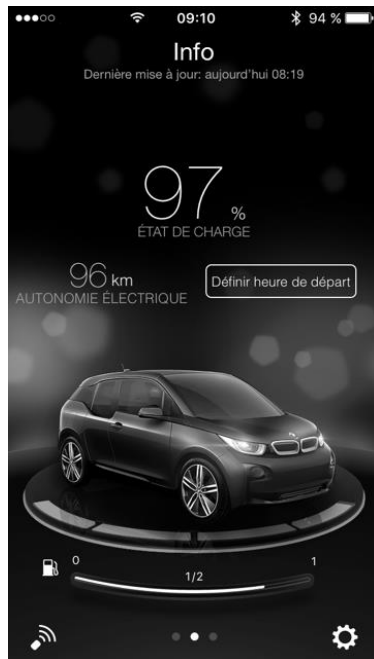 09:10
94 %
Info
Dernière mise à jour: aujourd'hui 08:19
97 %
ÉTAT DE CHARGE
96 km
AUTONOMIE ÉLECTRIQUE
Définir heure de départ
0
1/2
1